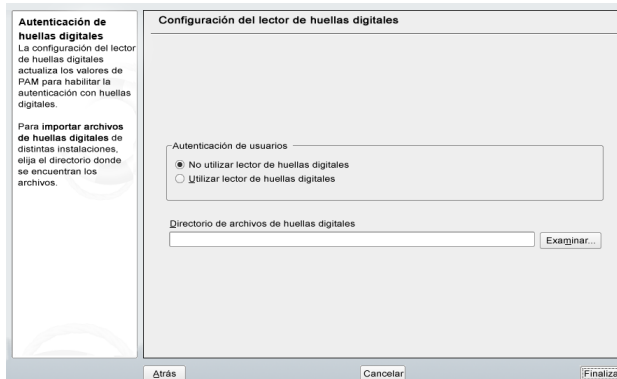 Autenticación de
huellas digitales
La configuración del lector
de huellas digitales
actualiza los valores de
PAM para habilitar la
autenticación con huellas
digitales.
Para importar archivos
de huellas digitales de
distintas instalaciones,
elija el directorio donde
se encuentran los
archivos.
Configuración del lector de huellas digitales
Autenticación de usuarios
No utilizar lector de huellas digitales
Utilizar lector de huellas digitales
Directorio de archivos de huellas digitales
Examinar...
Atrás
Cancelar
Finaliza